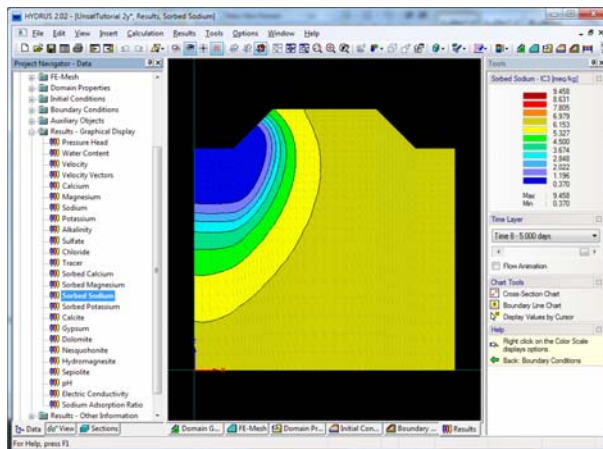 HYDRUS 2.02 - [UnsatTutorial 2y*, Results, Sorbed Sodium]
File Edit View Insert Calculation Results Tools Options Window Help
Project Navigator - Data
FE-Mesh
Domain Properties
Initial Conditions
Boundary Conditions
Auxiliary Objects
Results - Graphical Display
Pressure Head
Water Content
Velocity
Velocity Vectors
Calcium
Magnesium
Sodium
Potassium
Alkalinity
Sulfate
Chloride
Tracer
Sorbed Calcium
Sorbed Magnesium
Sorbed Sodium
Sorbed Potassium
Calcite
Gypsum
Dolomite
Nesquohonite
Hydromagnesite
Sepiolite
pH
Electric Conductivity
Sodium Adsorption Ratio
Results - Other Information
Data View Sections
Domain G... FE-Mesh Domain Pr... Initial Con... Boundary ... Results
For Help, press F1
Tools
Sorbed Sodium - IC3 [meq/kg]
9.458
8.631
7.805
6.979
6.153
5.327
4.500
3.674
2.848
2.022
1.196
0.370
Max : 9.458
Min : 0.370
Time Layer
Time 8 - 5.000 days
Flow Animation
Chart Tools
Cross-Section Chart
Boundary Line Chart
Display Values by Cursor
Help
Right click on the Color Scale
displays options.
Back: Boundary Conditions